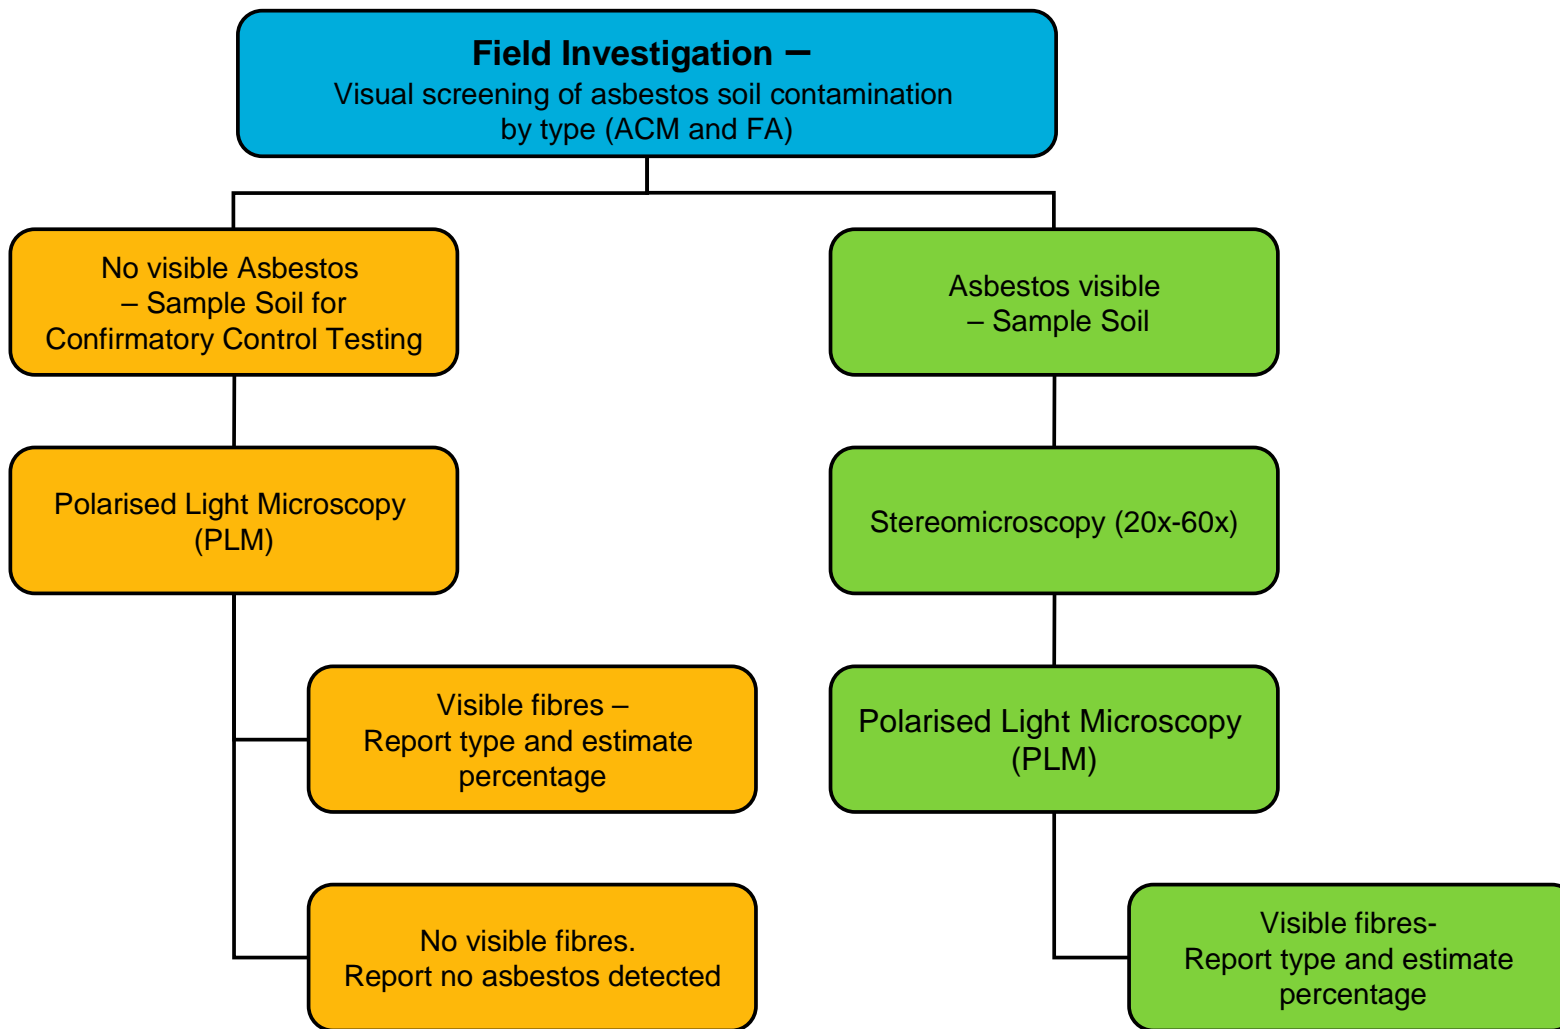 Field Investigation –
Visual screening of asbestos soil contamination
by type (ACM and FA)
No visible Asbestos
– Sample Soil for
Confirmatory Control Testing
Asbestos visible
– Sample Soil
Polarised Light Microscopy
(PLM)
Stereomicroscopy (20x-60x)
Visible fibres –
Report type and estimate
percentage
Polarised Light Microscopy
(PLM)
No visible fibres.
Report no asbestos detected
Visible fibres-
Report type and estimate
percentage